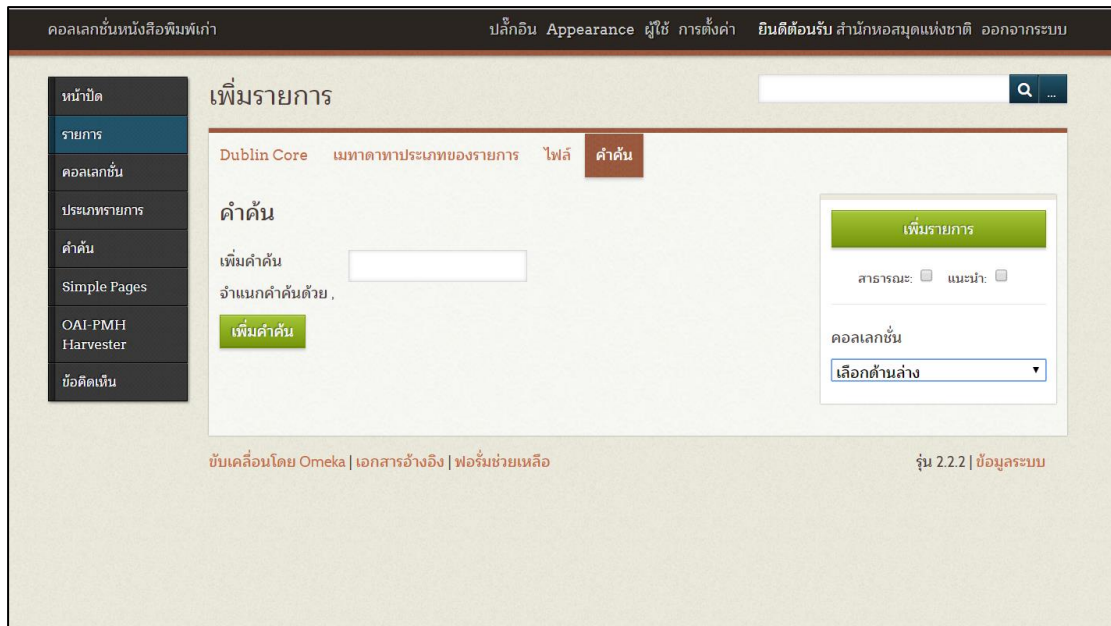 คอลเลกชั่นหนังสือพิมพ์เก่า
ปลั๊กอิน Appearance ผู้ใช้ การตั้งค่า ยินดีต้อนรับ สำนักหอสมุดแห่งชาติ ออกจากระบบ
หน้าปัด
รายการ
คอลเลกชั่น
ประเภทรายการ
คำค้น
Simple Pages
OAI-PMH
Harvester
ข้อคิดเห็น
เพิ่มรายการ
...
Dublin Core เมทาดาทาประเภทของรายการ ไฟล์ คำค้น
คำค้น
เพิ่มคำค้น
จำแนกคำค้นด้วย ,
เพิ่มคำค้น
เพิ่มรายการ
สาธารณะ: แนะนำ:
คอลเลกชั่น
เลือกด้านล่าง
ขับเคลื่อนโดย Omeka | เอกสารอ้างอิง | ฟอรั่มช่วยเหลือ
รุ่น 2.2.2 | ข้อมูลระบบ